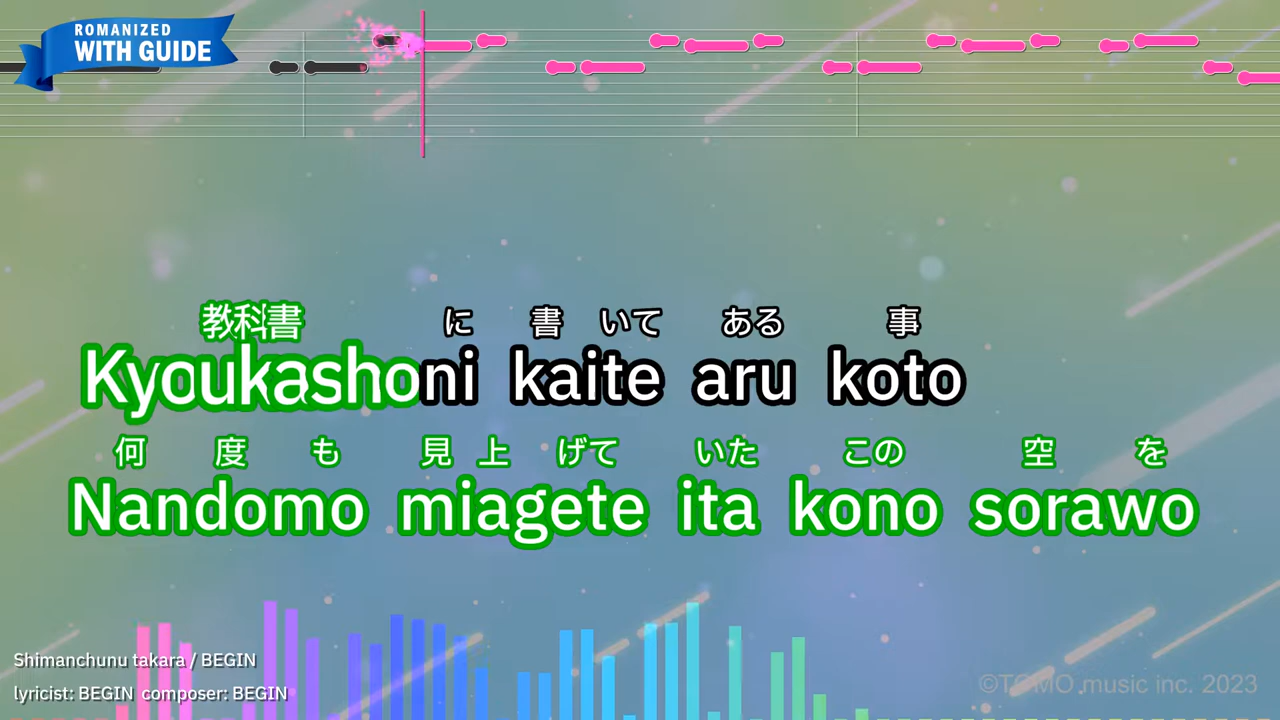 ROMANIZED
WITH GUIDE
教科書 に 書 いて ある 事
Kyoukashoni kaite aru koto
何 度 も 見 上 げて いた この 空 を
Nandomo miagete ita kono sorawo
Shimanchunu takara / BEGIN
lyricist: BEGIN composer: BEGIN
©TOMO music inc. 2023